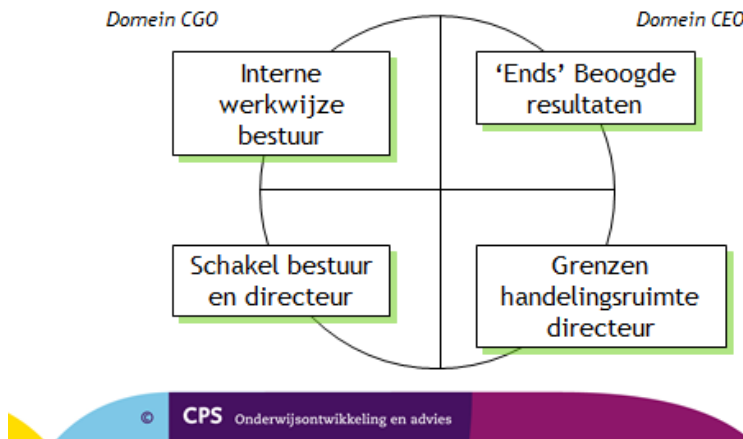 Domein CGO
Domein CEO
Interne
werkwijze
bestuur
‘Ends’ Beoogde
resultaten
Schakel bestuur
en directeur
Grenzen
handelingsruimte
directeur
© CPS Onderwijsontwikkeling en advies